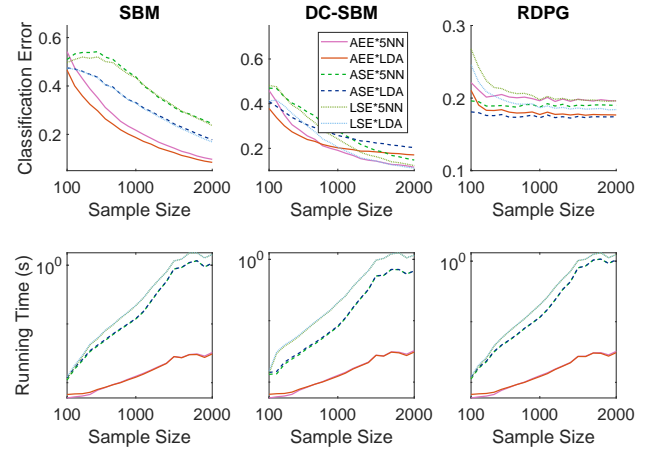 SBM
DC-SBM
RDPG
Classification Error
0.6
0.4
0.2
100
1000
2000
Sample Size
0.4
0.2
100
1000
2000
Sample Size
AEE*5NN
AEE*LDA
ASE*5NN
ASE*LDA
LSE*5NN
LSE*LDA
0.3
0.2
0.1
100
1000
2000
Sample Size
Running Time (s)
10^0
100
1000
2000
Sample Size
10^0
100
1000
2000
Sample Size
10^0
100
1000
2000
Sample Size